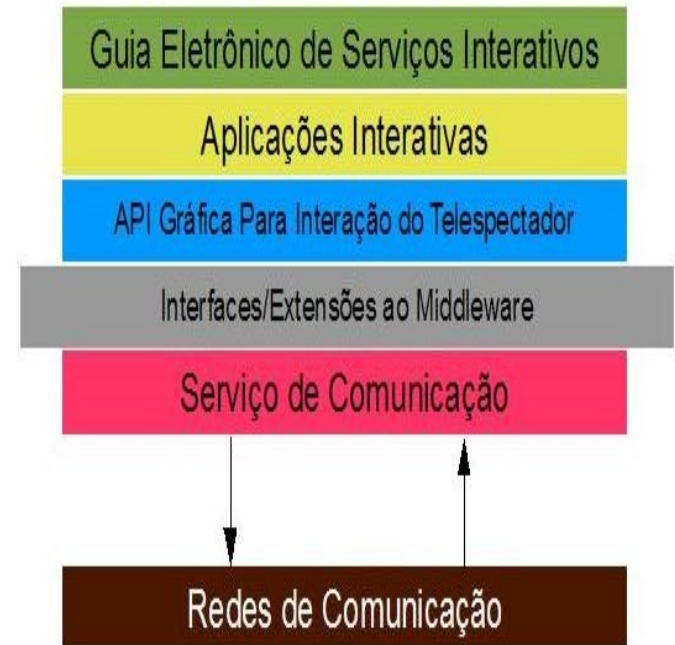 Guia Eletrônico de Serviços Interativos
Aplicações Interativas
API Gráfica Para Interação do Telespectador
Interfaces/Extensões ao Middleware
Serviço de Comunicação
Redes de Comunicação